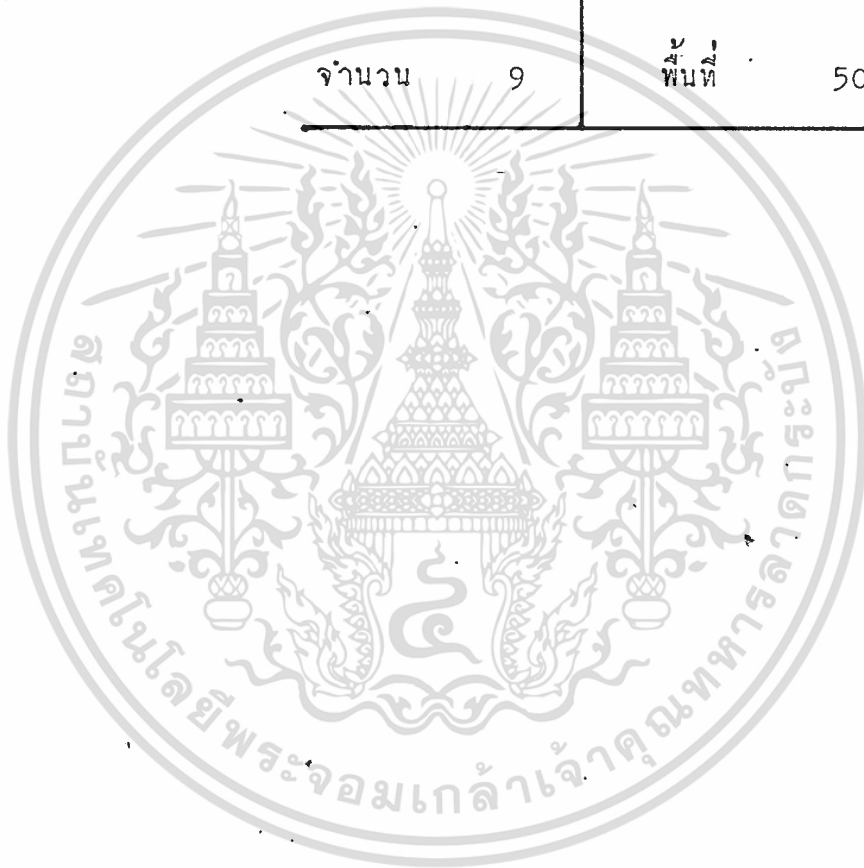 จำนวน 9 พื้นที่ 50
สถาบันเทคโนโลยีพระจอมเกล้าเจ้าคุณทหารลาดกระบัง